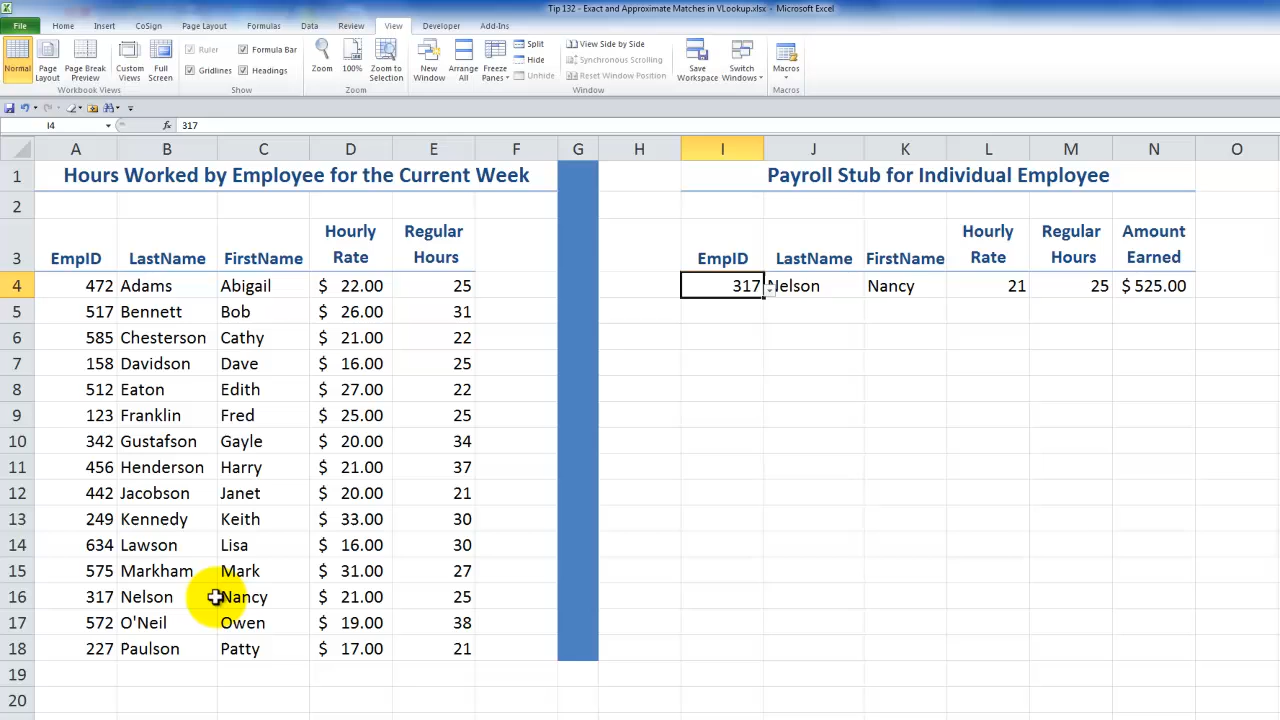 Tip 132 - Exact and Approximate Matches in VLookup.xlsx - Microsoft Excel
File Home Insert CoSign Page Layout Formulas Data Review View Developer Add-Ins
Normal Page Layout Page Break Preview Custom Views Full Screen
Ruler Formula Bar
Gridlines Headings
Zoom 100% Zoom to Selection
New Window Arrange All Freeze Panes
Split
Hide
Unhide
View Side by Side
Synchronous Scrolling
Reset Window Position
Save Workspace Switch Windows Macros
Workbook Views Show Zoom Window Macros
I4 fx 317
A B C D E F G H I J K L M N O
1 Hours Worked by Employee for the Current Week Payroll Stub for Individual Employee
2
3 EmpID LastName FirstName Hourly Rate Regular Hours EmpID LastName FirstName Hourly Rate Regular Hours Amount Earned
4 472 Adams Abigail $ 22.00 25 317 Nelson Nancy 21 25 $ 525.00
5 517 Bennett Bob $ 26.00 31
6 585 Chesterson Cathy $ 21.00 22
7 158 Davidson Dave $ 16.00 25
8 512 Eaton Edith $ 27.00 22
9 123 Franklin Fred $ 25.00 25
10 342 Gustafson Gayle $ 20.00 34
11 456 Henderson Harry $ 21.00 37
12 442 Jacobson Janet $ 20.00 21
13 249 Kennedy Keith $ 33.00 30
14 634 Lawson Lisa $ 16.00 30
15 575 Markham Mark $ 31.00 27
16 317 Nelson Nancy $ 21.00 25
17 572 O'Neil Owen $ 19.00 38
18 227 Paulson Patty $ 17.00 21
19
20